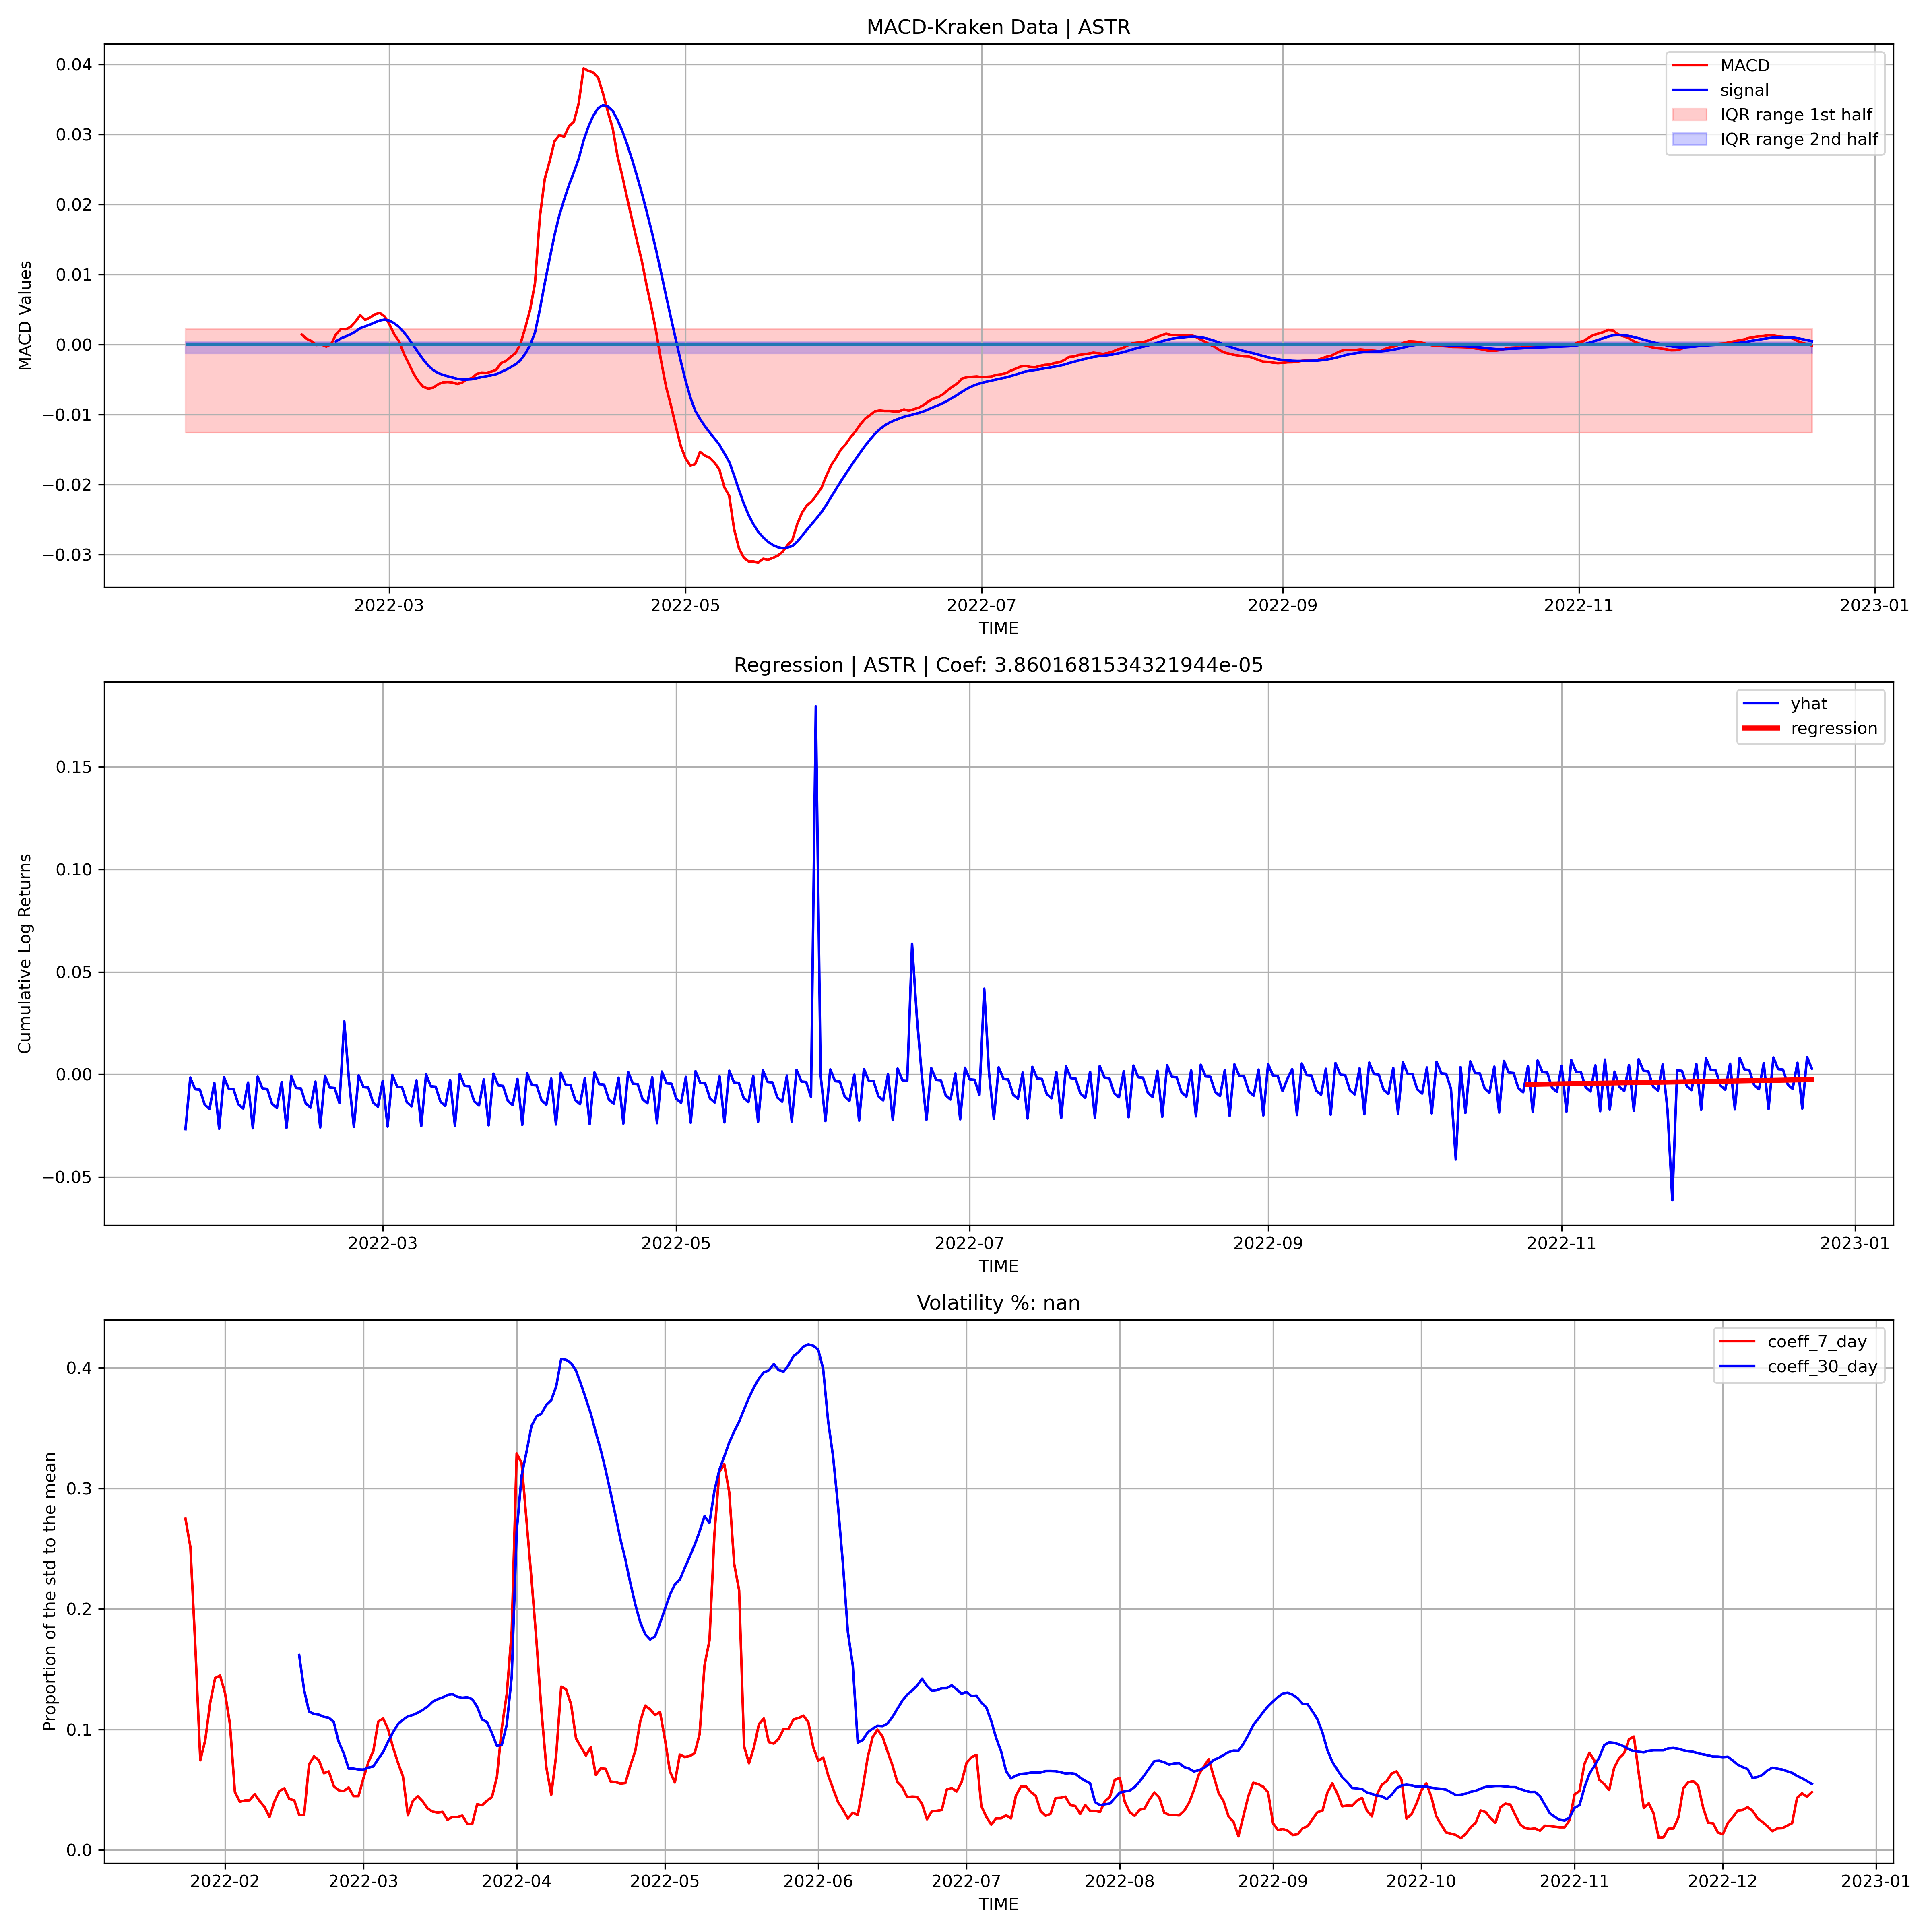 MACD-Kraken Data | ASTR
MACD
signal
IQR range 1st half
IQR range 2nd half
MACD Values
0.04
0.03
0.02
0.01
0.00
−0.01
−0.02
−0.03
2022-03 2022-05 2022-07 2022-09 2022-11 2023-01
TIME
Regression | ASTR | Coef: 3.8601681534321944e-05
yhat
regression
Cumulative Log Returns
0.15
0.10
0.05
0.00
−0.05
2022-03 2022-05 2022-07 2022-09 2022-11 2023-01
TIME
Volatility %: nan
coeff_7_day
coeff_30_day
Proportion of the std to the mean
0.4
0.3
0.2
0.1
0.0
2022-02 2022-03 2022-04 2022-05 2022-06 2022-07 2022-08 2022-09 2022-10 2022-11 2022-12 2023-01
TIME